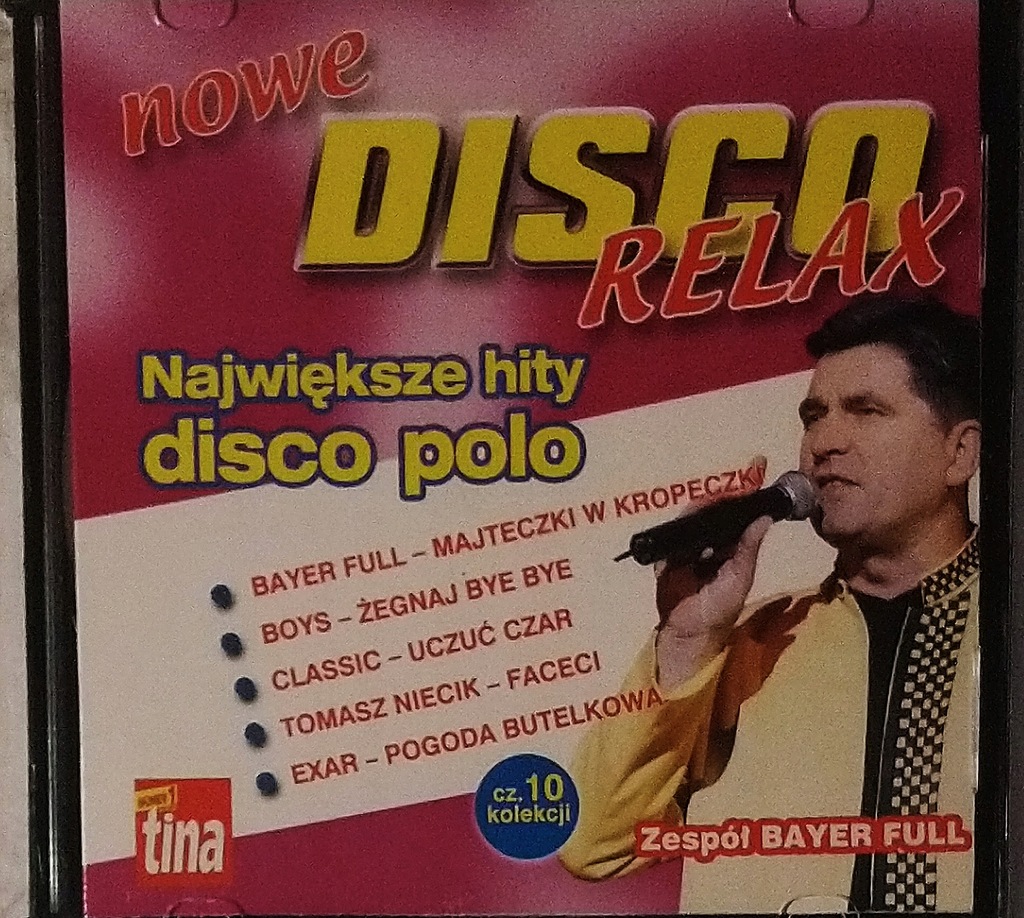 nowe
DISCO
RELAX
Największe hity
disco polo
BAYER FULL – MAJTECZKI W KROPECZKI
BOYS – ŻEGNAJ BYE BYE
CLASSIC – UCZUĆ CZAR
TOMASZ NIECIK – FACECI
EXAR – POGODA BUTELKOWA
cz. 10
kolekcji
tina
Zespół BAYER FULL